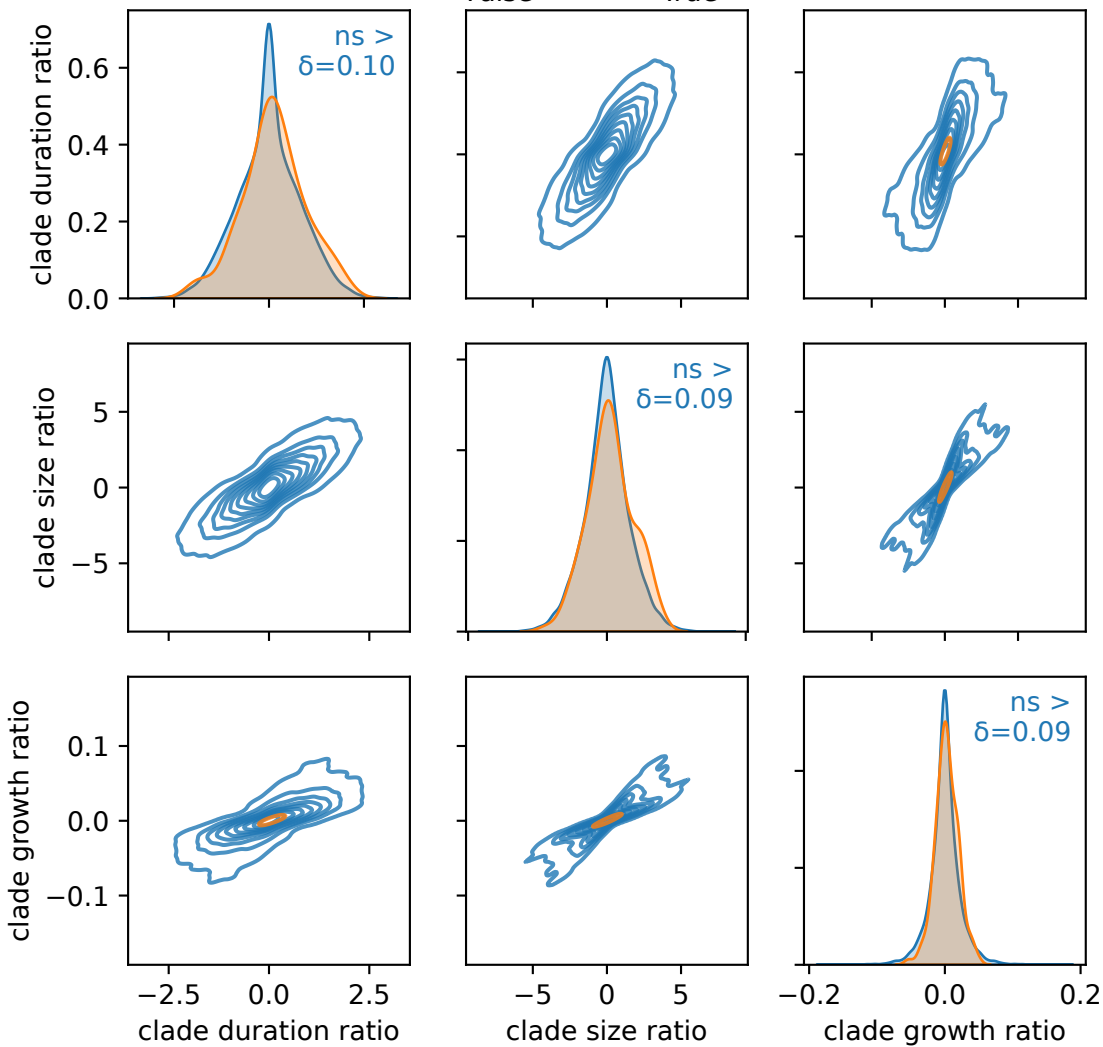 clade duration ratio
0.6
0.4
0.2
0.0
ns >
δ=0.10
clade size ratio
5
0
−5
ns >
δ=0.09
clade growth ratio
0.1
0.0
−0.1
ns >
δ=0.09
−2.5 0.0 2.5
−5 0 5
−0.2 0.0 0.2
clade duration ratio
clade size ratio
clade growth ratio